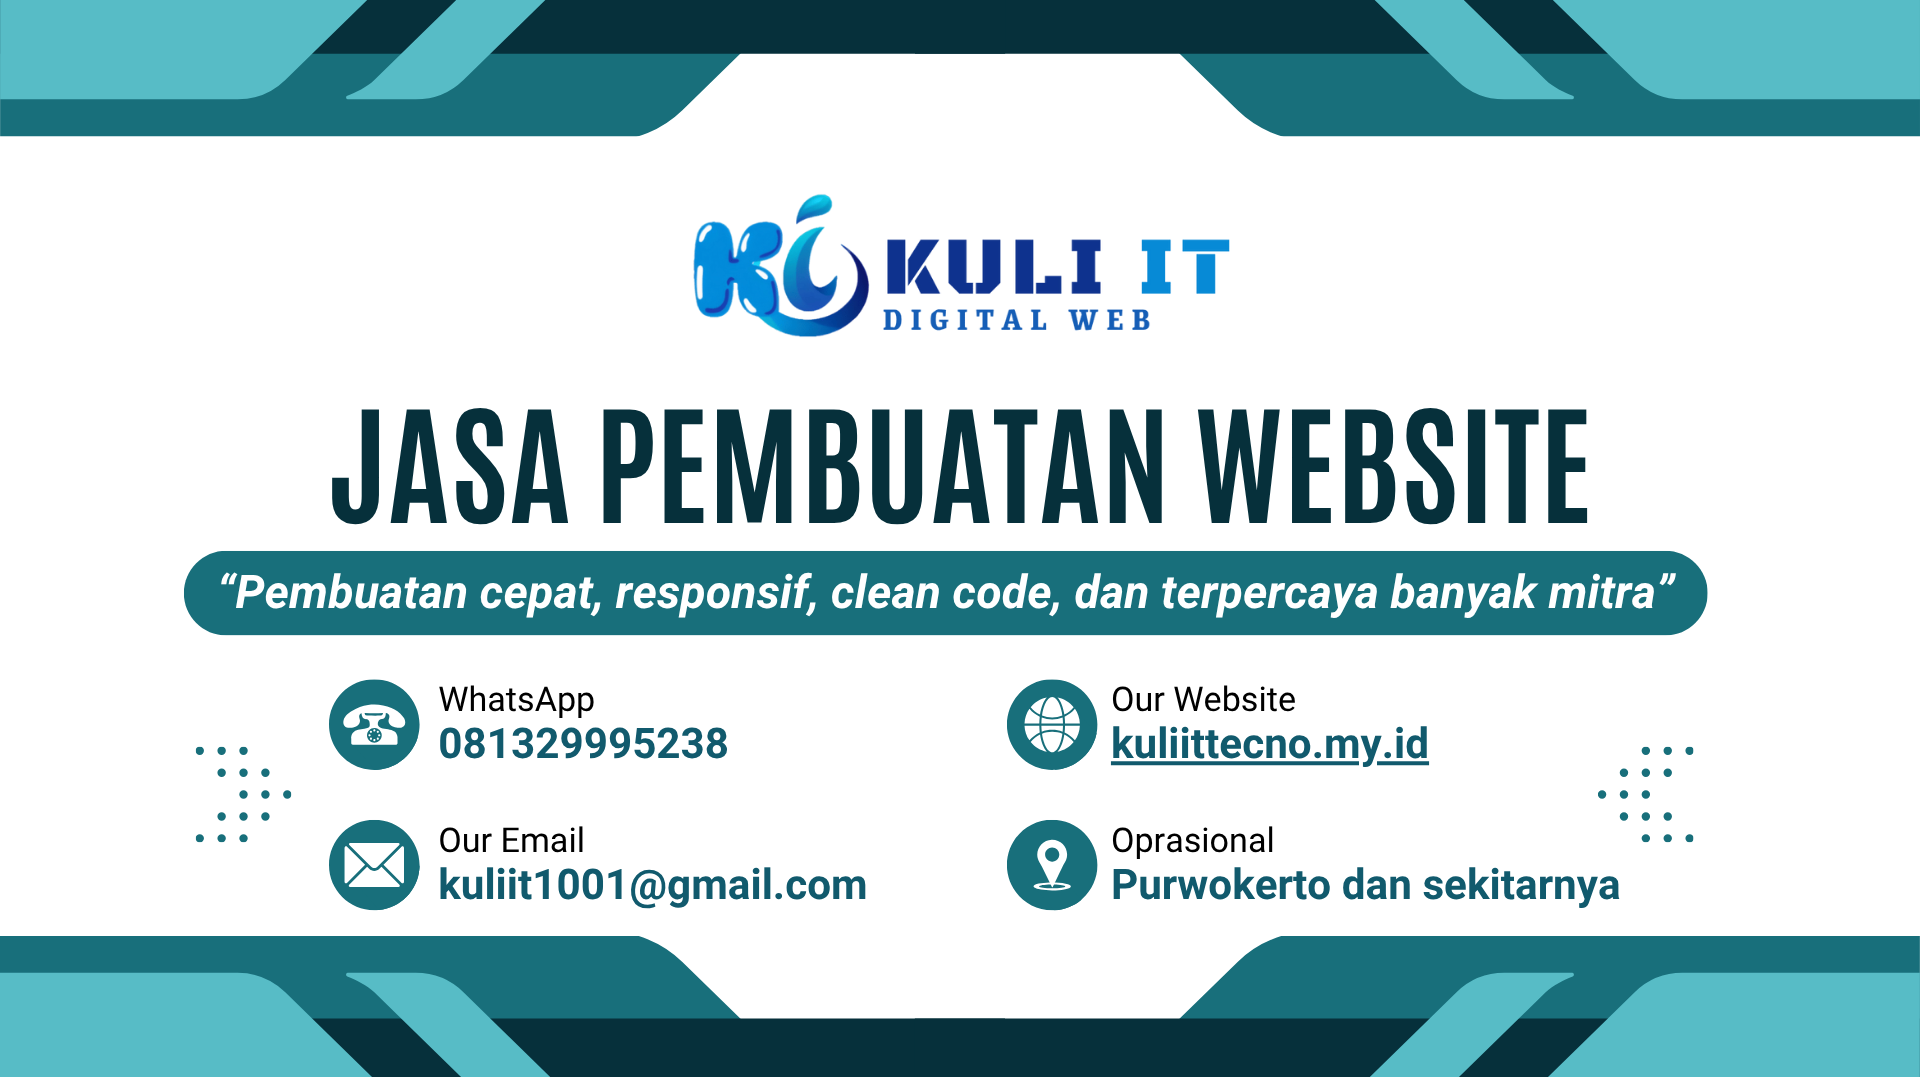 Ki KULI IT
DIGITAL WEB
JASA PEMBUATAN WEBSITE
“Pembuatan cepat, responsif, clean code, dan terpercaya banyak mitra”
WhatsApp
081329995238
Our Website
kuliittecno.my.id
Our Email
kuliit1001@gmail.com
Oprasional
Purwokerto dan sekitarnya